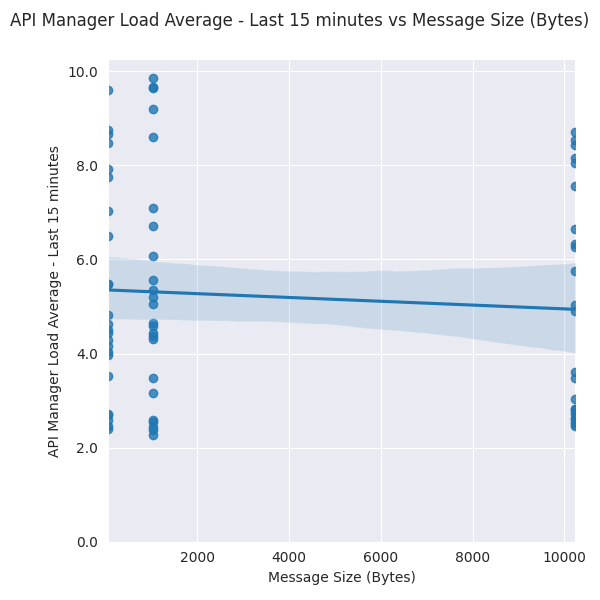 API Manager Load Average - Last 15 minutes vs Message Size (Bytes)
API Manager Load Average - Last 15 minutes
10.0
8.0
6.0
4.0
2.0
0.0
2000 4000 6000 8000 10000
Message Size (Bytes)